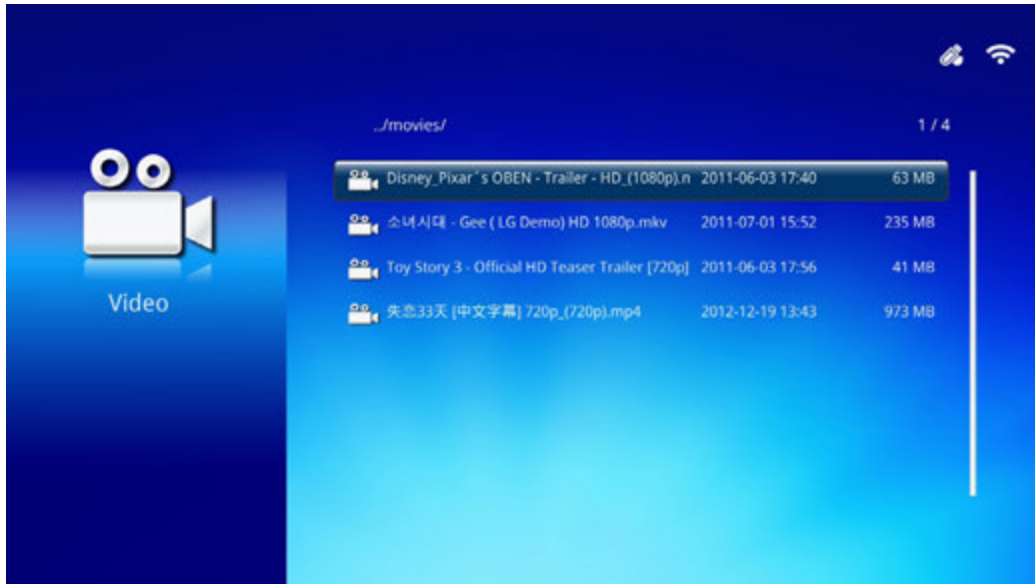 ../movies/ 1 / 4
Disney_Pixar´s OBEN - Trailer - HD_(1080p).n 2011-06-03 17:40 63 MB
소녀시대 - Gee ( LG Demo) HD 1080p.mkv 2011-07-01 15:52 235 MB
Toy Story 3 - Official HD Teaser Trailer [720p] 2011-06-03 17:56 41 MB
Video
失恋33天 [中文字幕] 720p_(720p).mp4 2012-12-19 13:43 973 MB